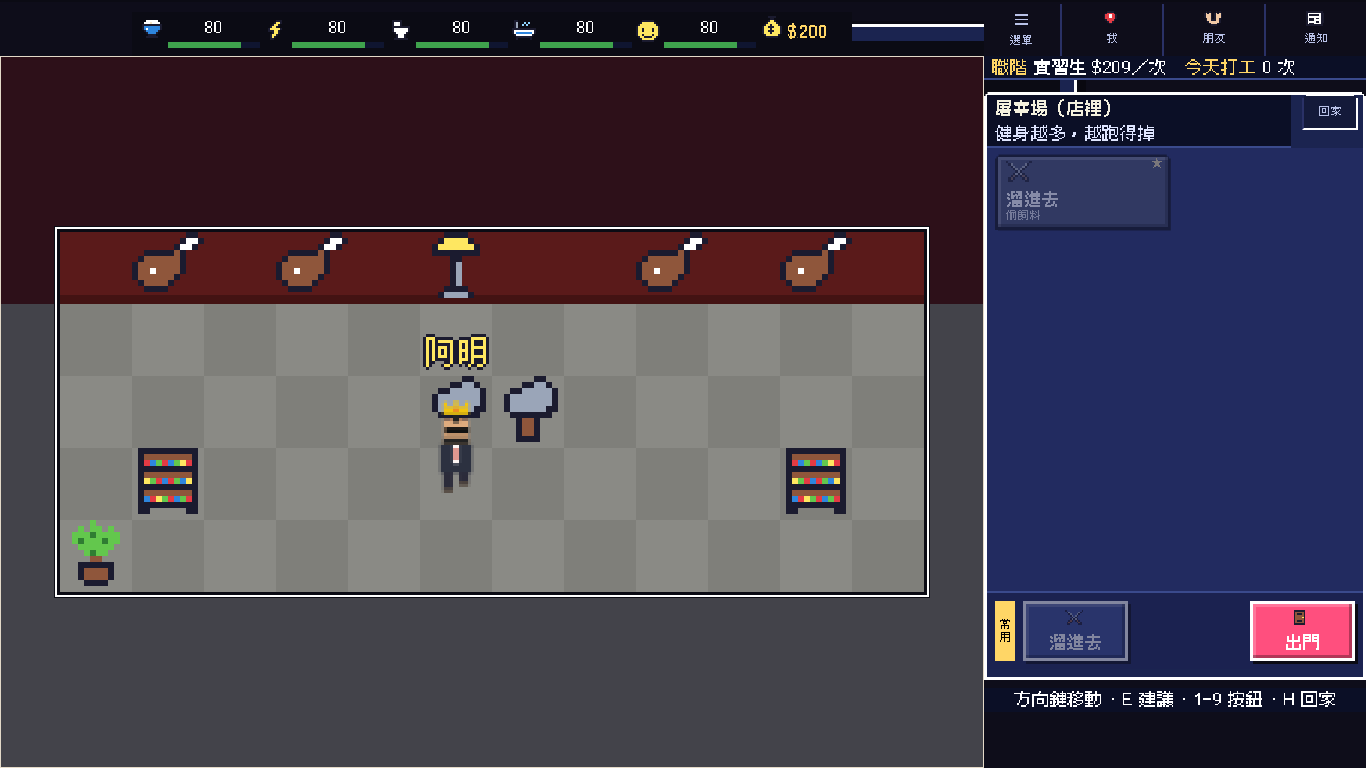 80 80 80 80 80 $200
選單 我 朋友 通知
職階 實習生 $209／次 今天打工 0 次
屠宰場（店裡）
回家
健身越多，越跑得掉
溜進去
偷飼料
阿明
常用
溜進去
出門
方向鍵移動 · E 建議 · 1-9 按鈕 · H 回家